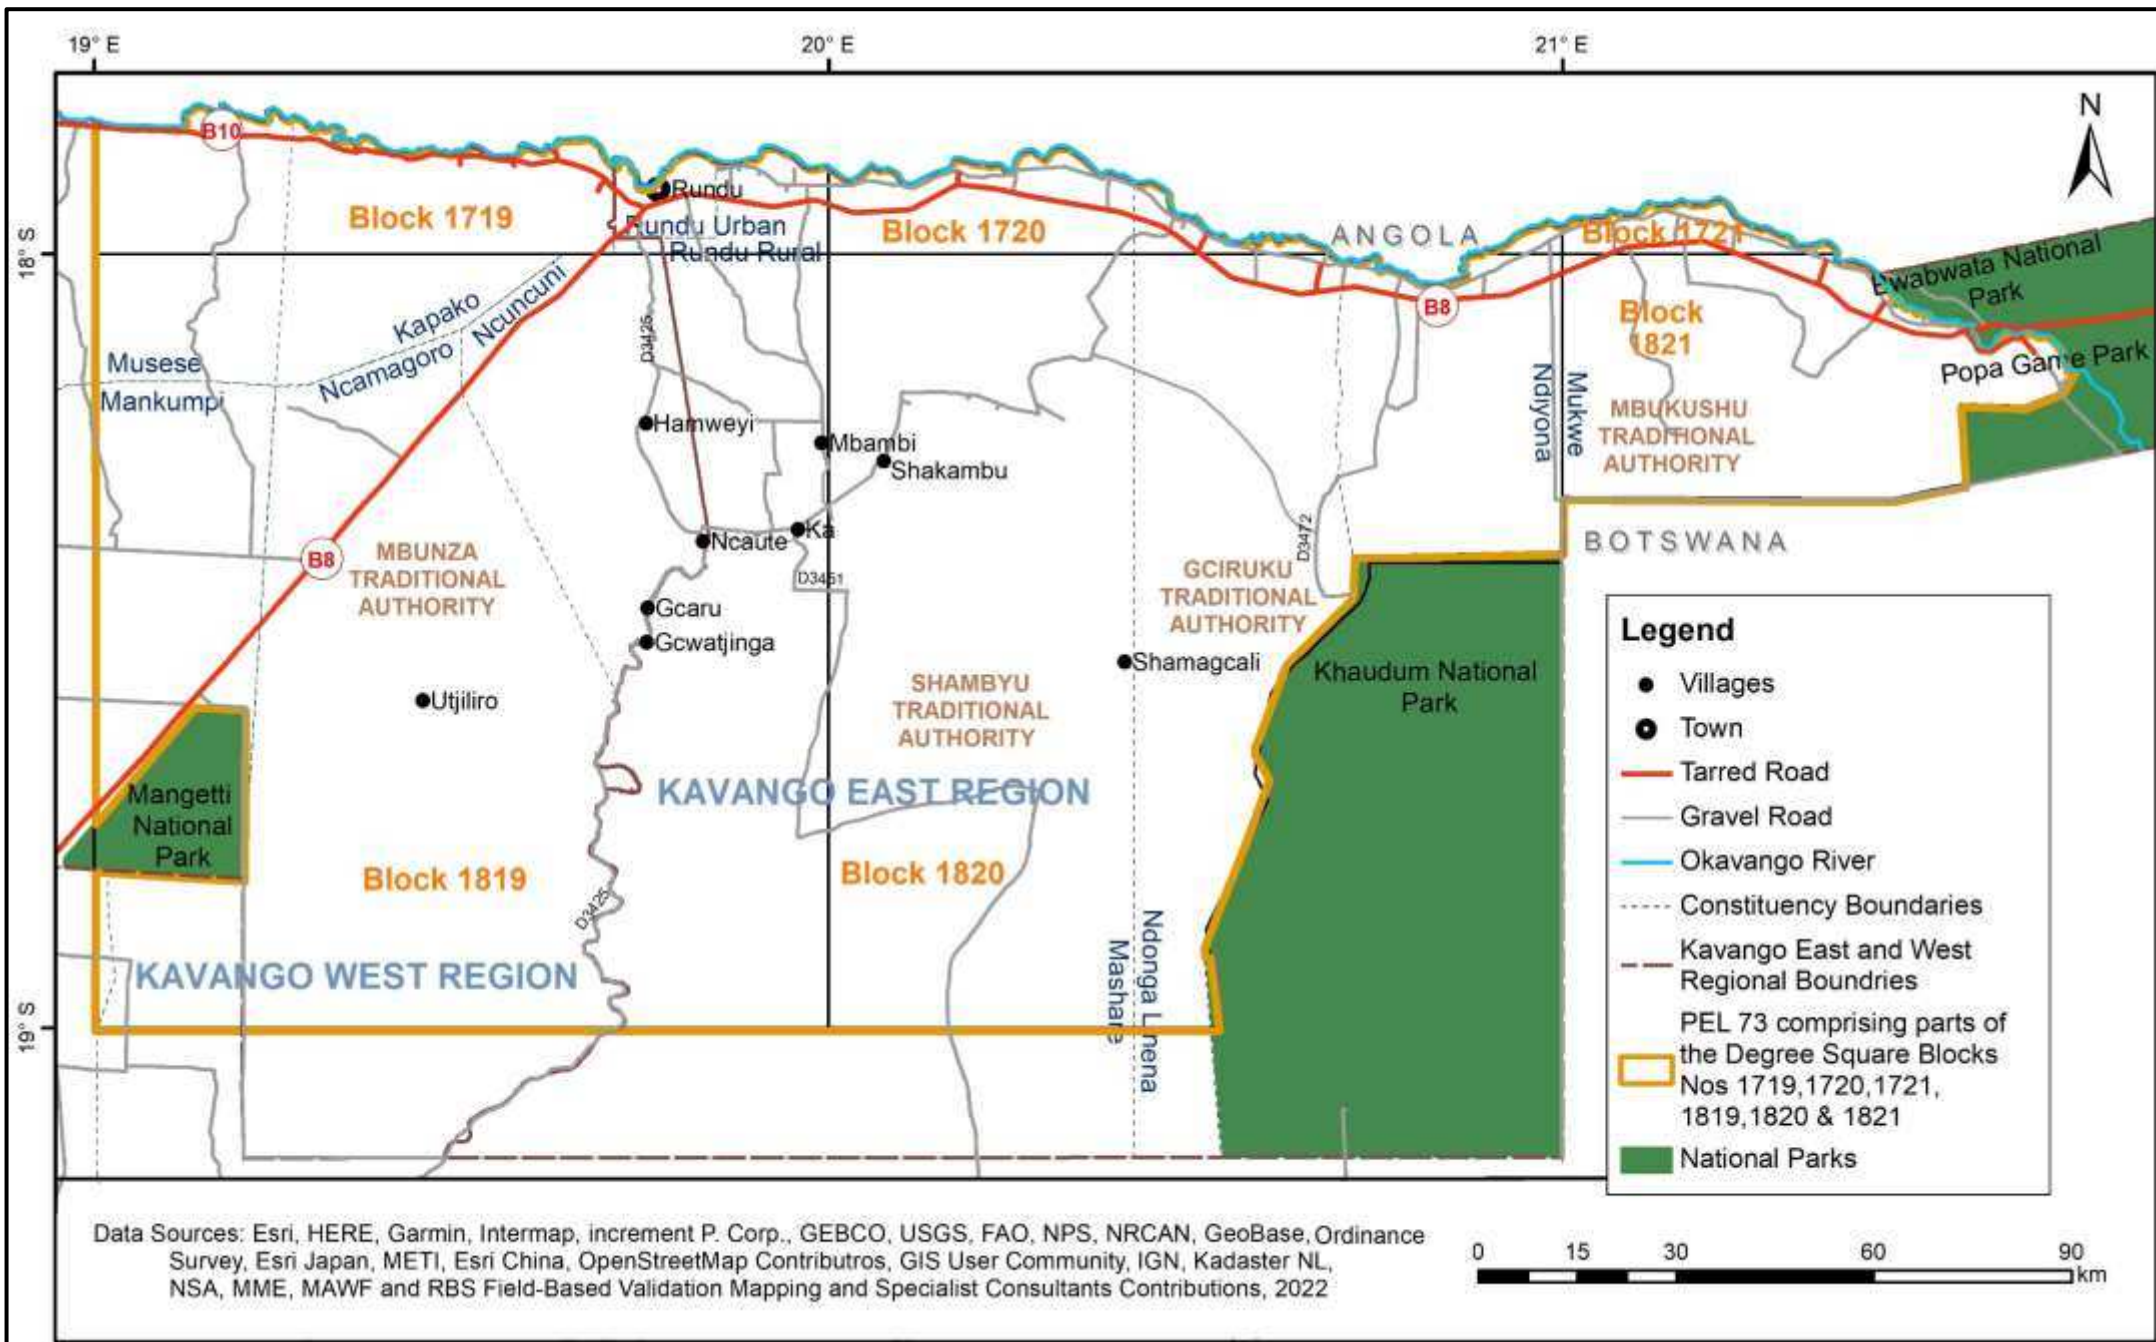 19° E
20° E
21° E
N
B10
Rundu
Block 1719
Rundu Urban
Block 1720
ANGOLA
Block 1721
Rundu Rural
18° S
Bwabwata National
Park
Kapako
Ncuncuni
B8
Block
1821
D3425
Musese
Ncamagoro
Mankumpi
Popa Game Park
Ndiyona
Mukwe
MBUKUSHU
TRADITIONAL
AUTHORITY
Hamweyi
Mbambi
Shakambu
Ka
Ncaute
D3472
BOTSWANA
B8
MBUNZA
TRADITIONAL
AUTHORITY
D3451
GCIRUKU
TRADITIONAL
AUTHORITY
Gcaru
Gcwatjinga
Shamagcali
Khaudum National
Park
Utjiliro
SHAMBYU
TRADITIONAL
AUTHORITY
Mangetti
National
Park
KAVANGO EAST REGION
Block 1819
Block 1820
D3425
KAVANGO WEST REGION
Mashare
Ndonga Linena
19° S
Legend
Villages
Town
Tarred Road
Gravel Road
Okavango River
Constituency Boundaries
Kavango East and West
Regional Boundries
PEL 73 comprising parts of
the Degree Square Blocks
Nos 1719,1720,1721,
1819,1820 & 1821
National Parks
Data Sources: Esri, HERE, Garmin, Intermap, increment P. Corp., GEBCO, USGS, FAO, NPS, NRCAN, GeoBase, Ordinance
Survey, Esri Japan, METI, Esri China, OpenStreetMap Contributros, GIS User Community, IGN, Kadaster NL,
NSA, MME, MAWF and RBS Field-Based Validation Mapping and Specialist Consultants Contributions, 2022
0 15 30 60 90
km